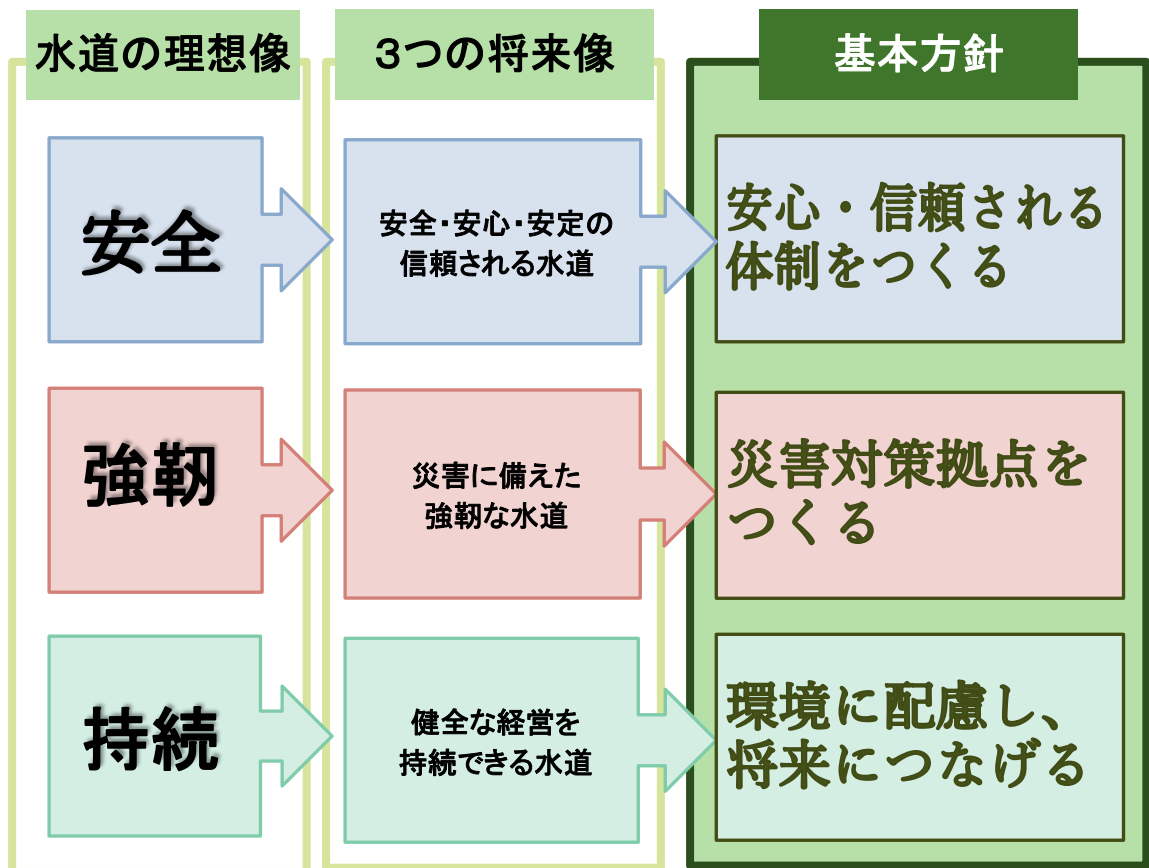 水道の理想像
3つの将来像
基本方針
安全
安全・安心・安定の
信頼される水道
安心・信頼される
体制をつくる
強靭
災害に備えた
強靭な水道
災害対策拠点を
つくる
持続
健全な経営を
持続できる水道
環境に配慮し、
将来につなげる